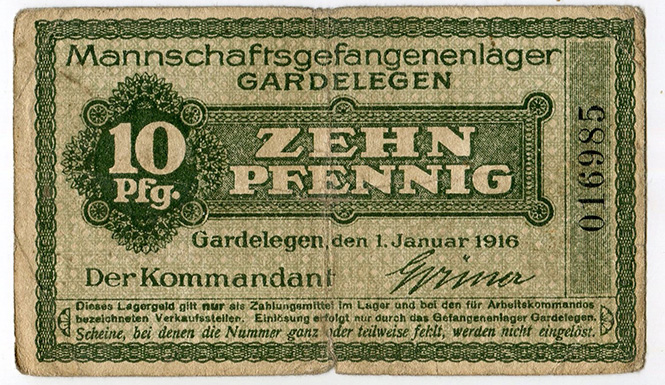 Mannschaftsgefangenenlager
GARDELEGEN
10
Pfg.
ZEHN
PFENNIG
016985
Gardelegen, den 1. Januar 1916
Der Kommandant
Dieses Lagergeld gilt nur als Zahlungsmittel im Lager und bei den für Arbeitskommandos
bezeichneten Verkaufsstellen. Einlösung erfolgt nur durch das Gefangenenlager Gardelegen.
Scheine, bei denen die Nummer ganz oder teilweise fehlt, werden nicht eingelöst.